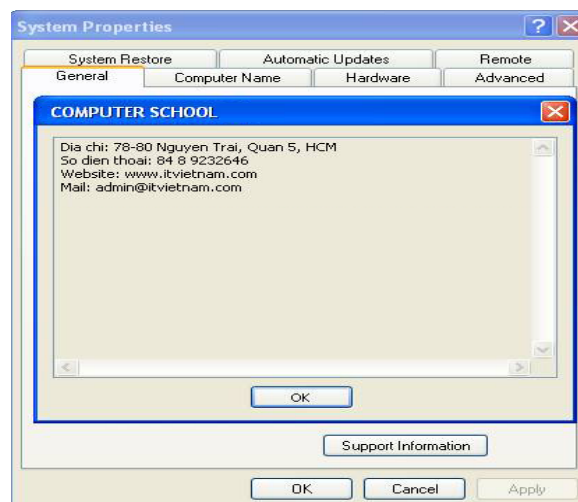 System Properties
System Restore
Automatic Updates
Remote
General
Computer Name
Hardware
Advanced
COMPUTER SCHOOL
Dia chi: 78-80 Nguyen Trai, Quan 5, HCM
So dien thoai: 84 8 9232646
Website: www.itvietnam.com
Mail: admin@itvietnam.com
OK
Support Information
OK
Cancel
Apply